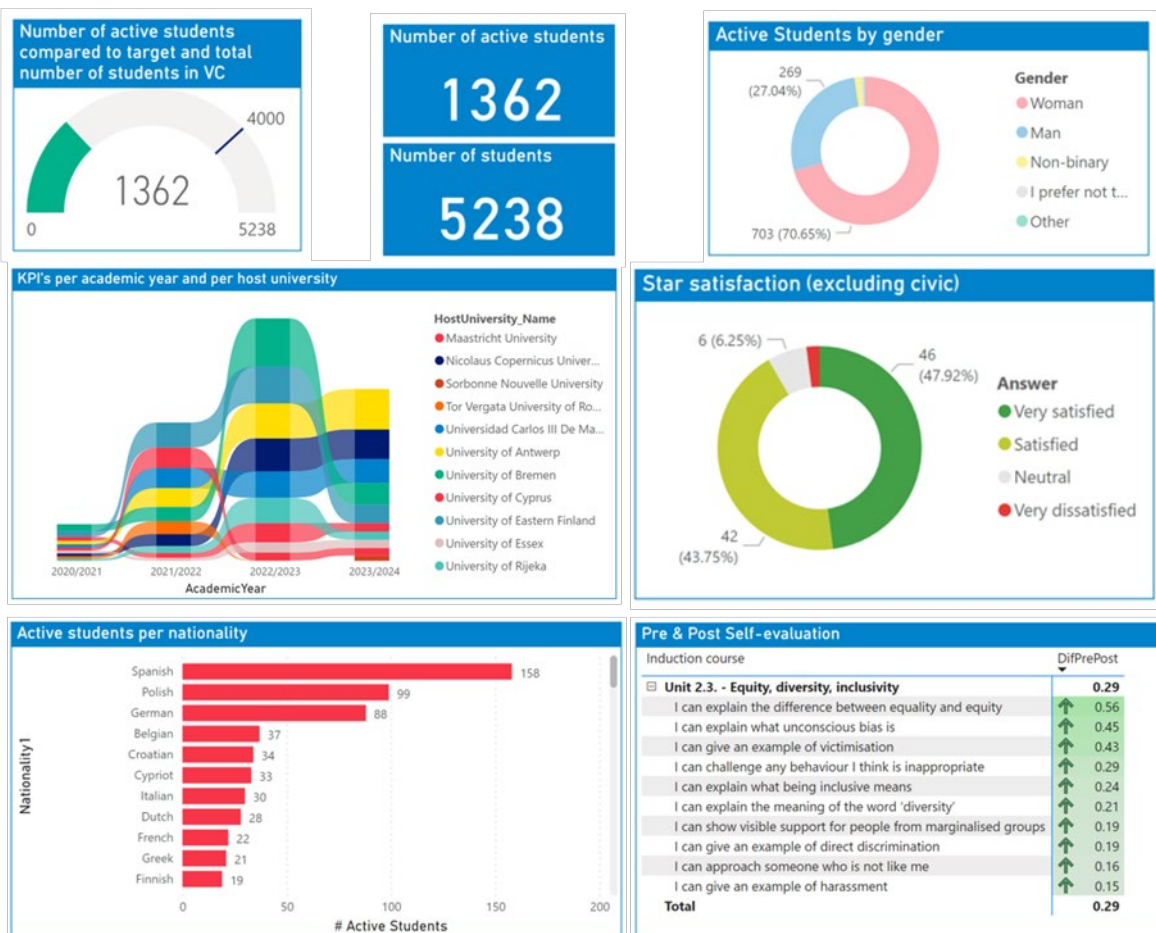 Number of active students
compared to target and total
number of students in VC
4000
1362
0
5238
Number of active students
1362
Number of students
5238
Active Students by gender
269
(27.04%)
703 (70.65%)
Gender
Woman
Man
Non-binary
I prefer not t...
Other
KPI's per academic year and per host university
2020/2021
2021/2022
2022/2023
2023/2024
AcademicYear
HostUniversity_Name
Maastricht University
Nicolaus Copernicus Univer...
Sorbonne Nouvelle University
Tor Vergata University of Ro...
Universidad Carlos III De Ma...
University of Antwerp
University of Bremen
University of Cyprus
University of Eastern Finland
University of Essex
University of Rijeka
Star satisfaction (excluding civic)
6 (6.25%)
46
(47.92%)
42
(43.75%)
Answer
Very satisfied
Satisfied
Neutral
Very dissatisfied
Active students per nationality
Nationality1
Spanish 158
Polish 99
German 88
Belgian 37
Croatian 34
Cypriot 33
Italian 30
Dutch 28
French 22
Greek 21
Finnish 19
0 50 100 150 200
# Active Students
Pre & Post Self-evaluation
Induction course DifPrePost
Unit 2.3. - Equity, diversity, inclusivity 0.29
I can explain the difference between equality and equity 0.56
I can explain what unconscious bias is 0.45
I can give an example of victimisation 0.43
I can challenge any behaviour I think is inappropriate 0.29
I can explain what being inclusive means 0.24
I can explain the meaning of the word 'diversity' 0.21
I can show visible support for people from marginalised groups 0.19
I can give an example of direct discrimination 0.19
I can approach someone who is not like me 0.16
I can give an example of harassment 0.15
Total 0.29